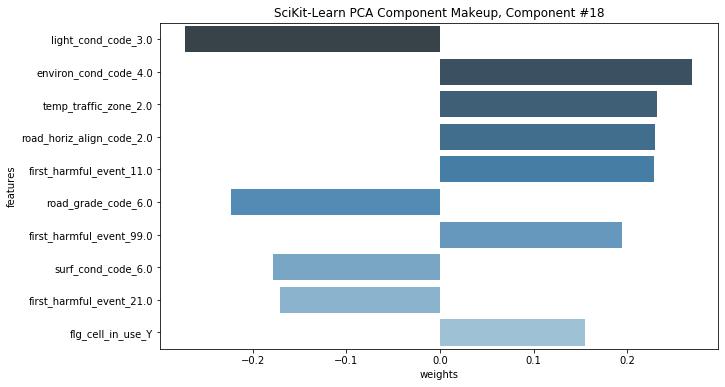 SciKit-Learn PCA Component Makeup, Component #18
features
light_cond_code_3.0
environ_cond_code_4.0
temp_traffic_zone_2.0
road_horiz_align_code_2.0
first_harmful_event_11.0
road_grade_code_6.0
first_harmful_event_99.0
surf_cond_code_6.0
first_harmful_event_21.0
flg_cell_in_use_Y
−0.2 −0.1 0.0 0.1 0.2
weights